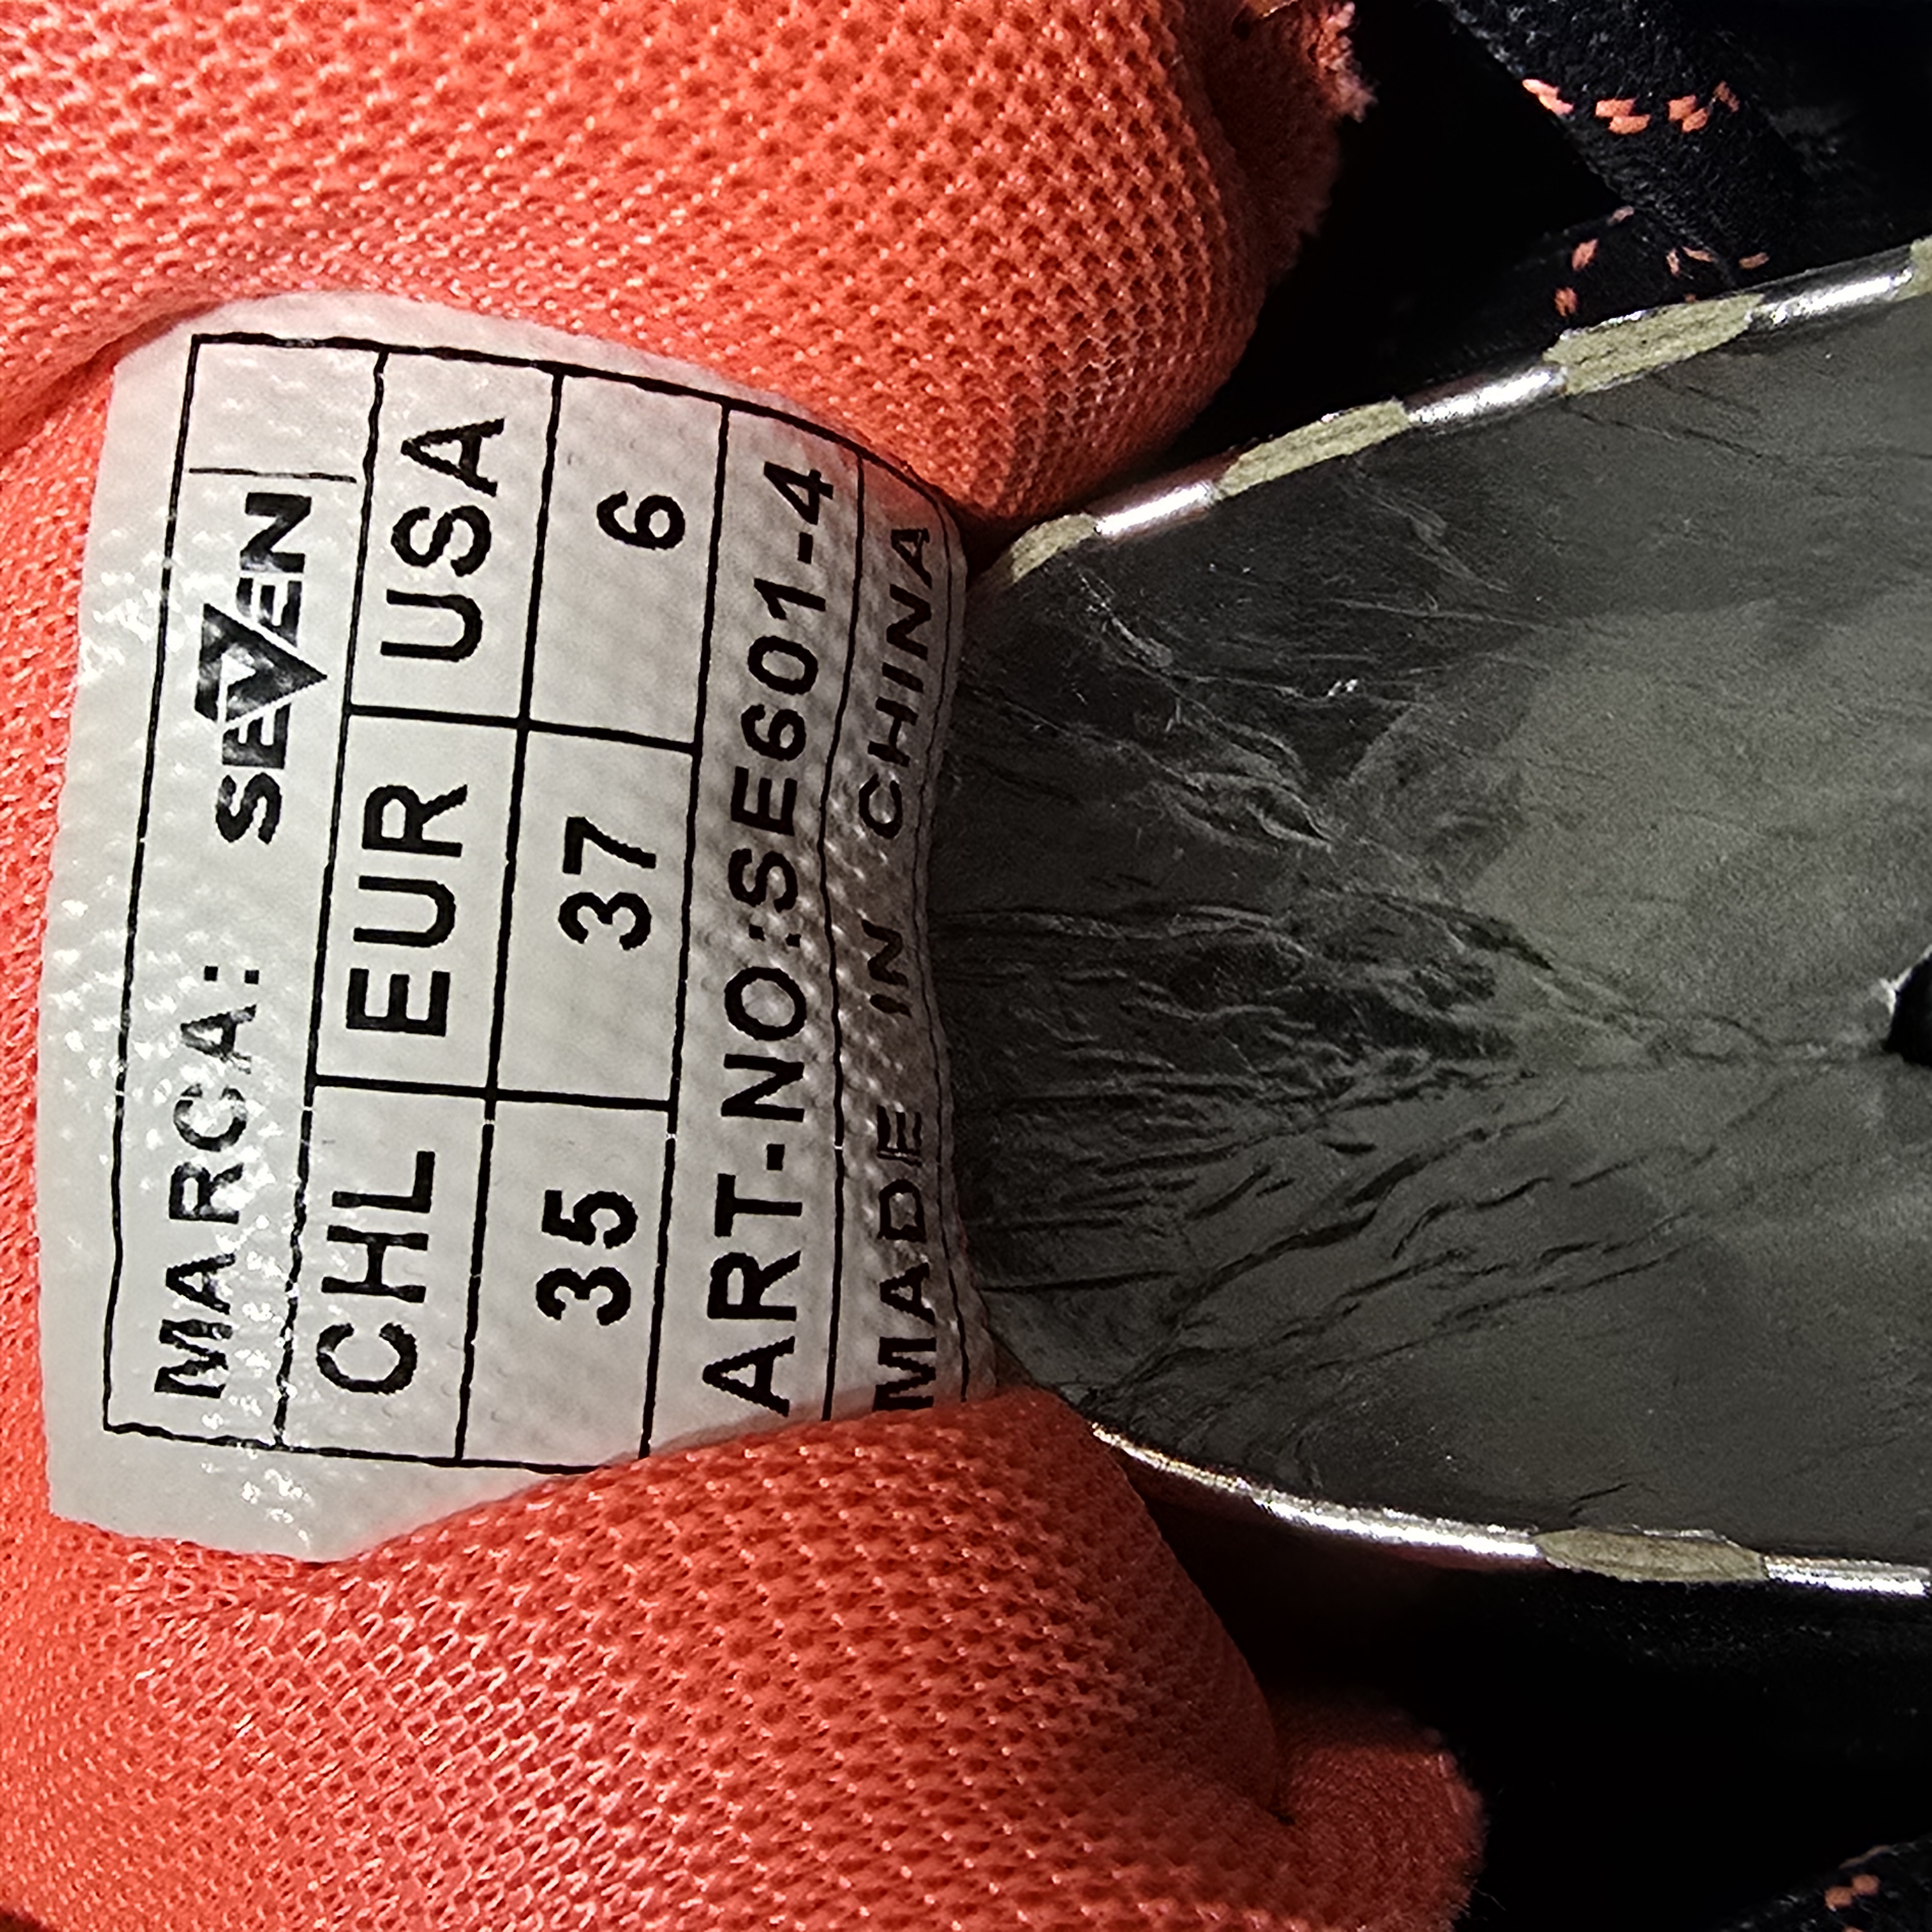 MARCA: SEVEN
CHL EUR USA
35 37 6
ART-NO:SE601-4
MADE IN CHINA